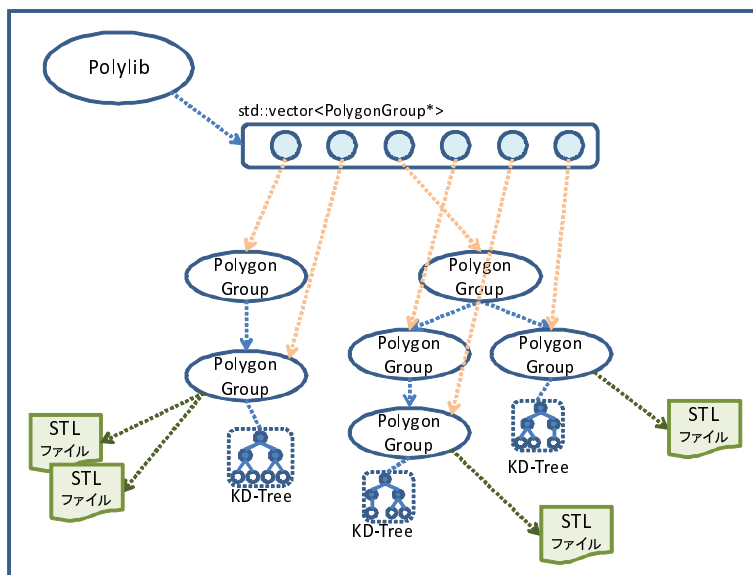 Polylib
std::vector<PolygonGroup*>
Polygon
Group
Polygon
Group
Polygon
Group
Polygon
Group
Polygon
Group
Polygon
Group
STL
ファイル
STL
ファイル
KD-Tree
KD-Tree
KD-Tree
STL
ファイル
STL
ファイル